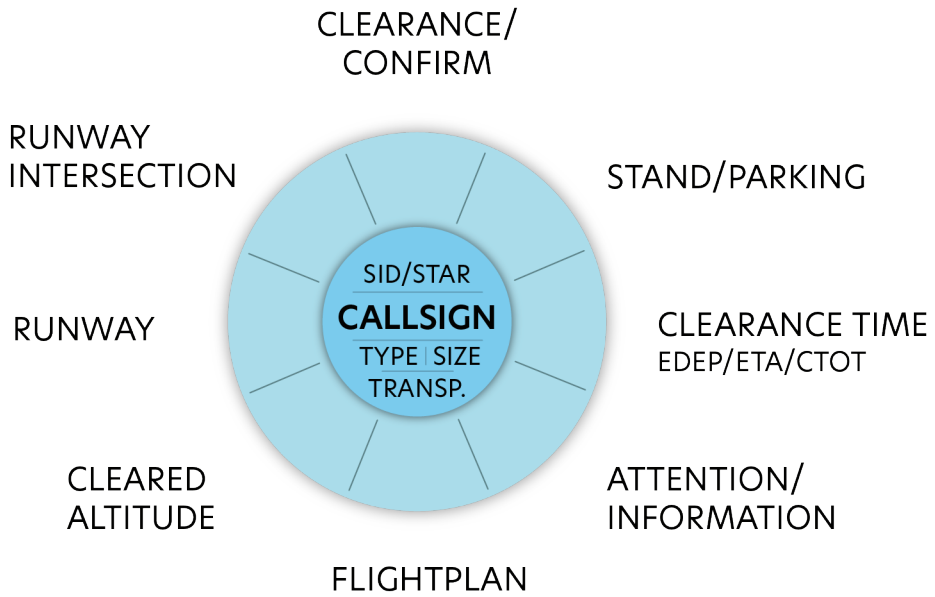 CLEARANCE/
CONFIRM
RUNWAY
INTERSECTION
STAND/PARKING
SID/STAR
CALLSIGN
TYPE | SIZE
TRANSP.
RUNWAY
CLEARANCE TIME
EDEP/ETA/CTOT
CLEARED
ALTITUDE
ATTENTION/
INFORMATION
FLIGHTPLAN